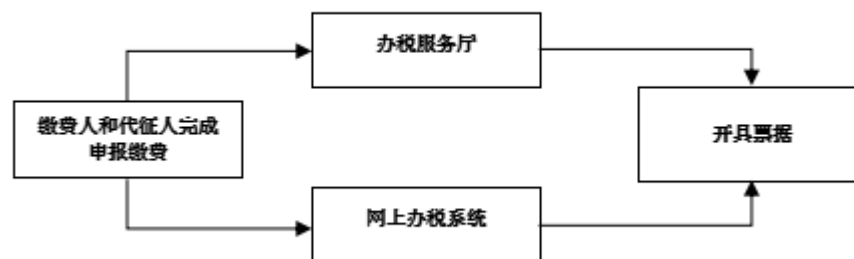 办税服务厅
缴费人和代征人完成
申报缴费
开具票据
网上办税系统